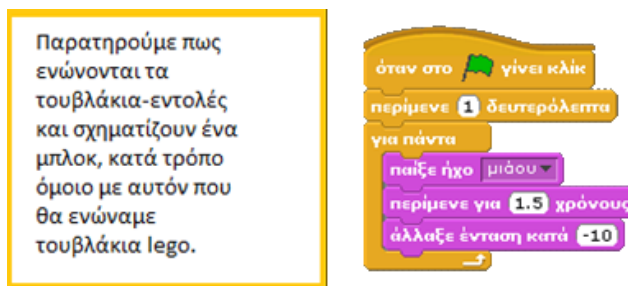 Παρατηρούμε πως
ενώνονται τα
τουβλάκια-εντολές
και σχηματίζουν ένα
μπλοκ, κατά τρόπο
όμοιο με αυτόν που
θα ενώναμε
τουβλάκια lego.
όταν στο γίνει κλίκ
περίμενε 1 δευτερόλεπτα
για πάντα
παίξε ήχο μιάου
περίμενε για 1.5 χρόνους
άλλαξε ένταση κατά -10